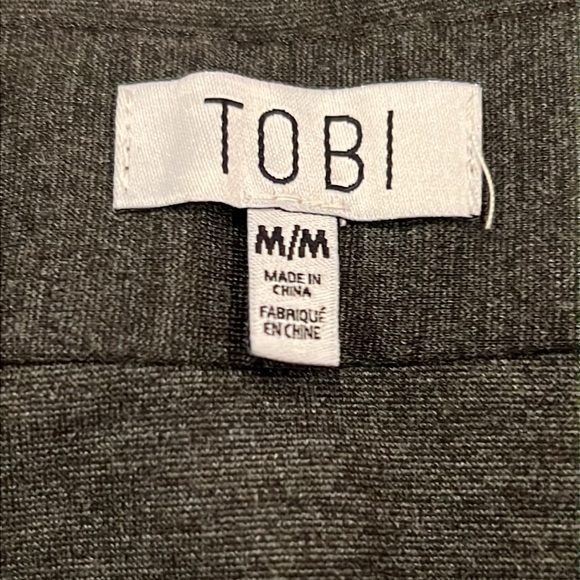 TOBI
M/M
MADE IN
CHINA
FABRIQUÉ
EN CHINE